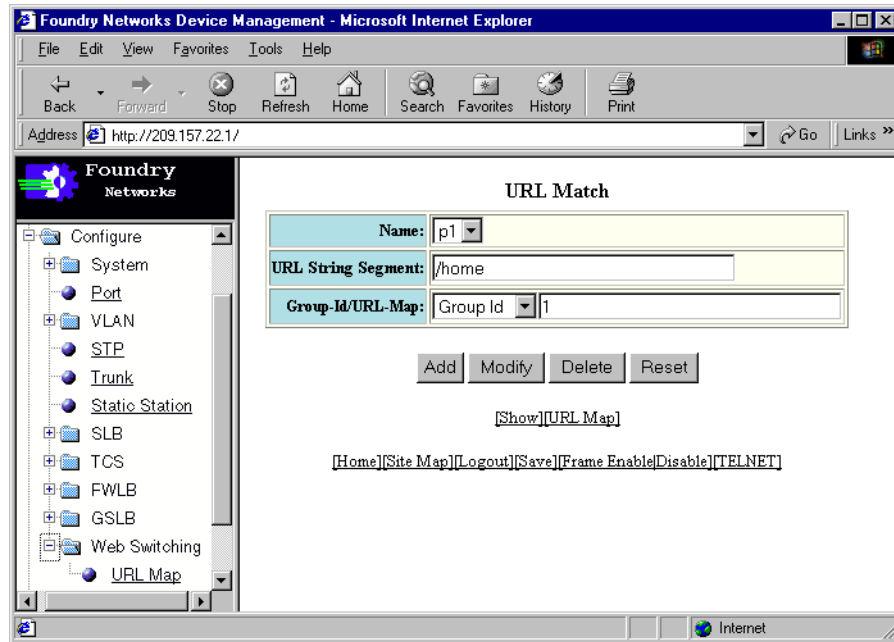 Foundry Networks Device Management - Microsoft Internet Explorer
File Edit View Favorites Tools Help
Back Forward Stop Refresh Home Search Favorites History Print
Address http://209.157.22.1/ Go Links »
Foundry
Networks
Configure
System
Port
VLAN
STP
Trunk
Static Station
SLB
TCS
FWLB
GSLB
Web Switching
URL Map
URL Match
Name: p1
URL String Segment: /home
Group-Id/URL-Map: Group Id 1
Add Modify Delete Reset
[Show][URL Map]
[Home][Site Map][Logout][Save][Frame Enable|Disable][TELNET]
Internet